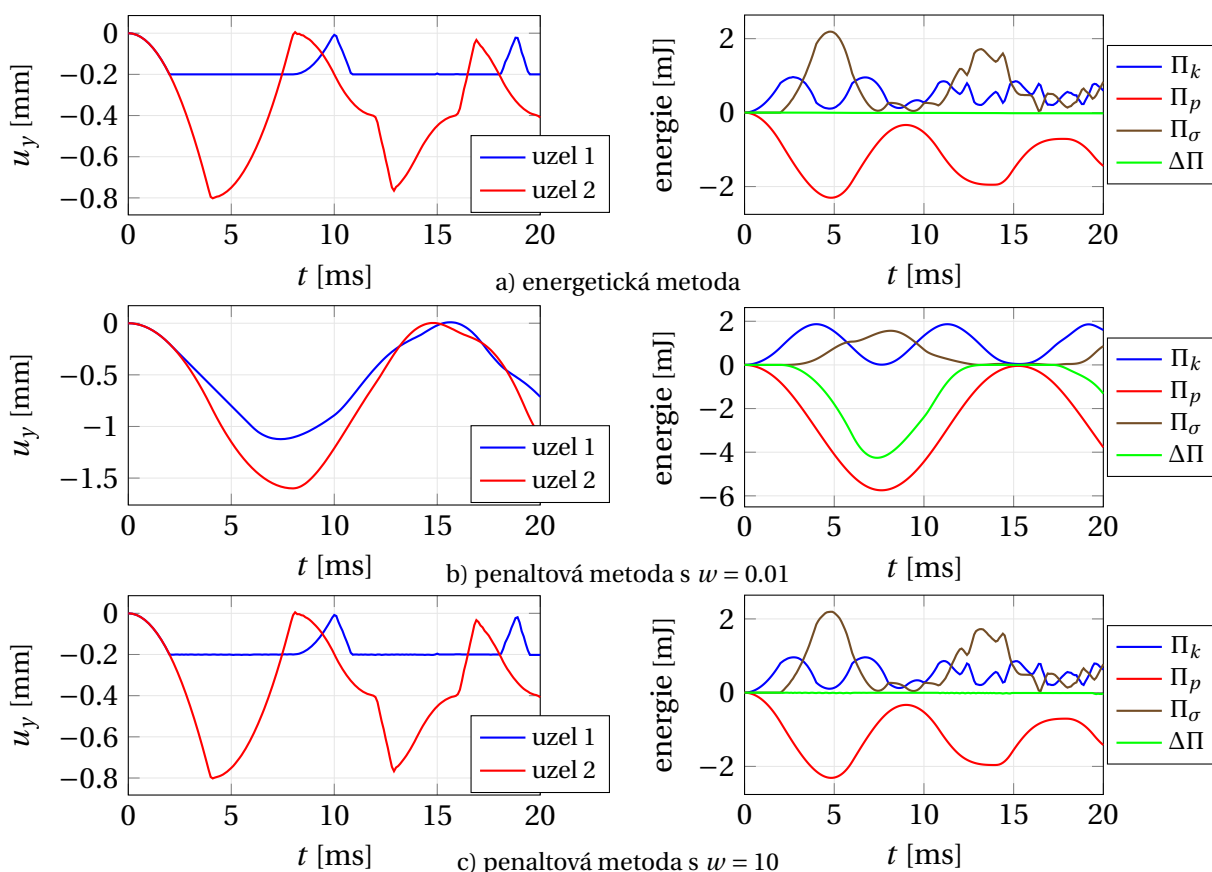 0
−0.2
−0.4
−0.6
−0.8
u_y [mm]
0 5 10 15 20
t [ms]
uzel 1
uzel 2
2
0
−2
energie [mJ]
0 5 10 15 20
t [ms]
Π_k
Π_p
Π_σ
ΔΠ
a) energetická metoda
0
−0.5
−1
−1.5
u_y [mm]
0 5 10 15 20
t [ms]
uzel 1
uzel 2
2
0
−2
−4
−6
energie [mJ]
0 5 10 15 20
t [ms]
Π_k
Π_p
Π_σ
ΔΠ
b) penaltová metoda s w = 0.01
0
−0.2
−0.4
−0.6
−0.8
u_y [mm]
0 5 10 15 20
t [ms]
uzel 1
uzel 2
2
0
−2
energie [mJ]
0 5 10 15 20
t [ms]
Π_k
Π_p
Π_σ
ΔΠ
c) penaltová metoda s w = 10